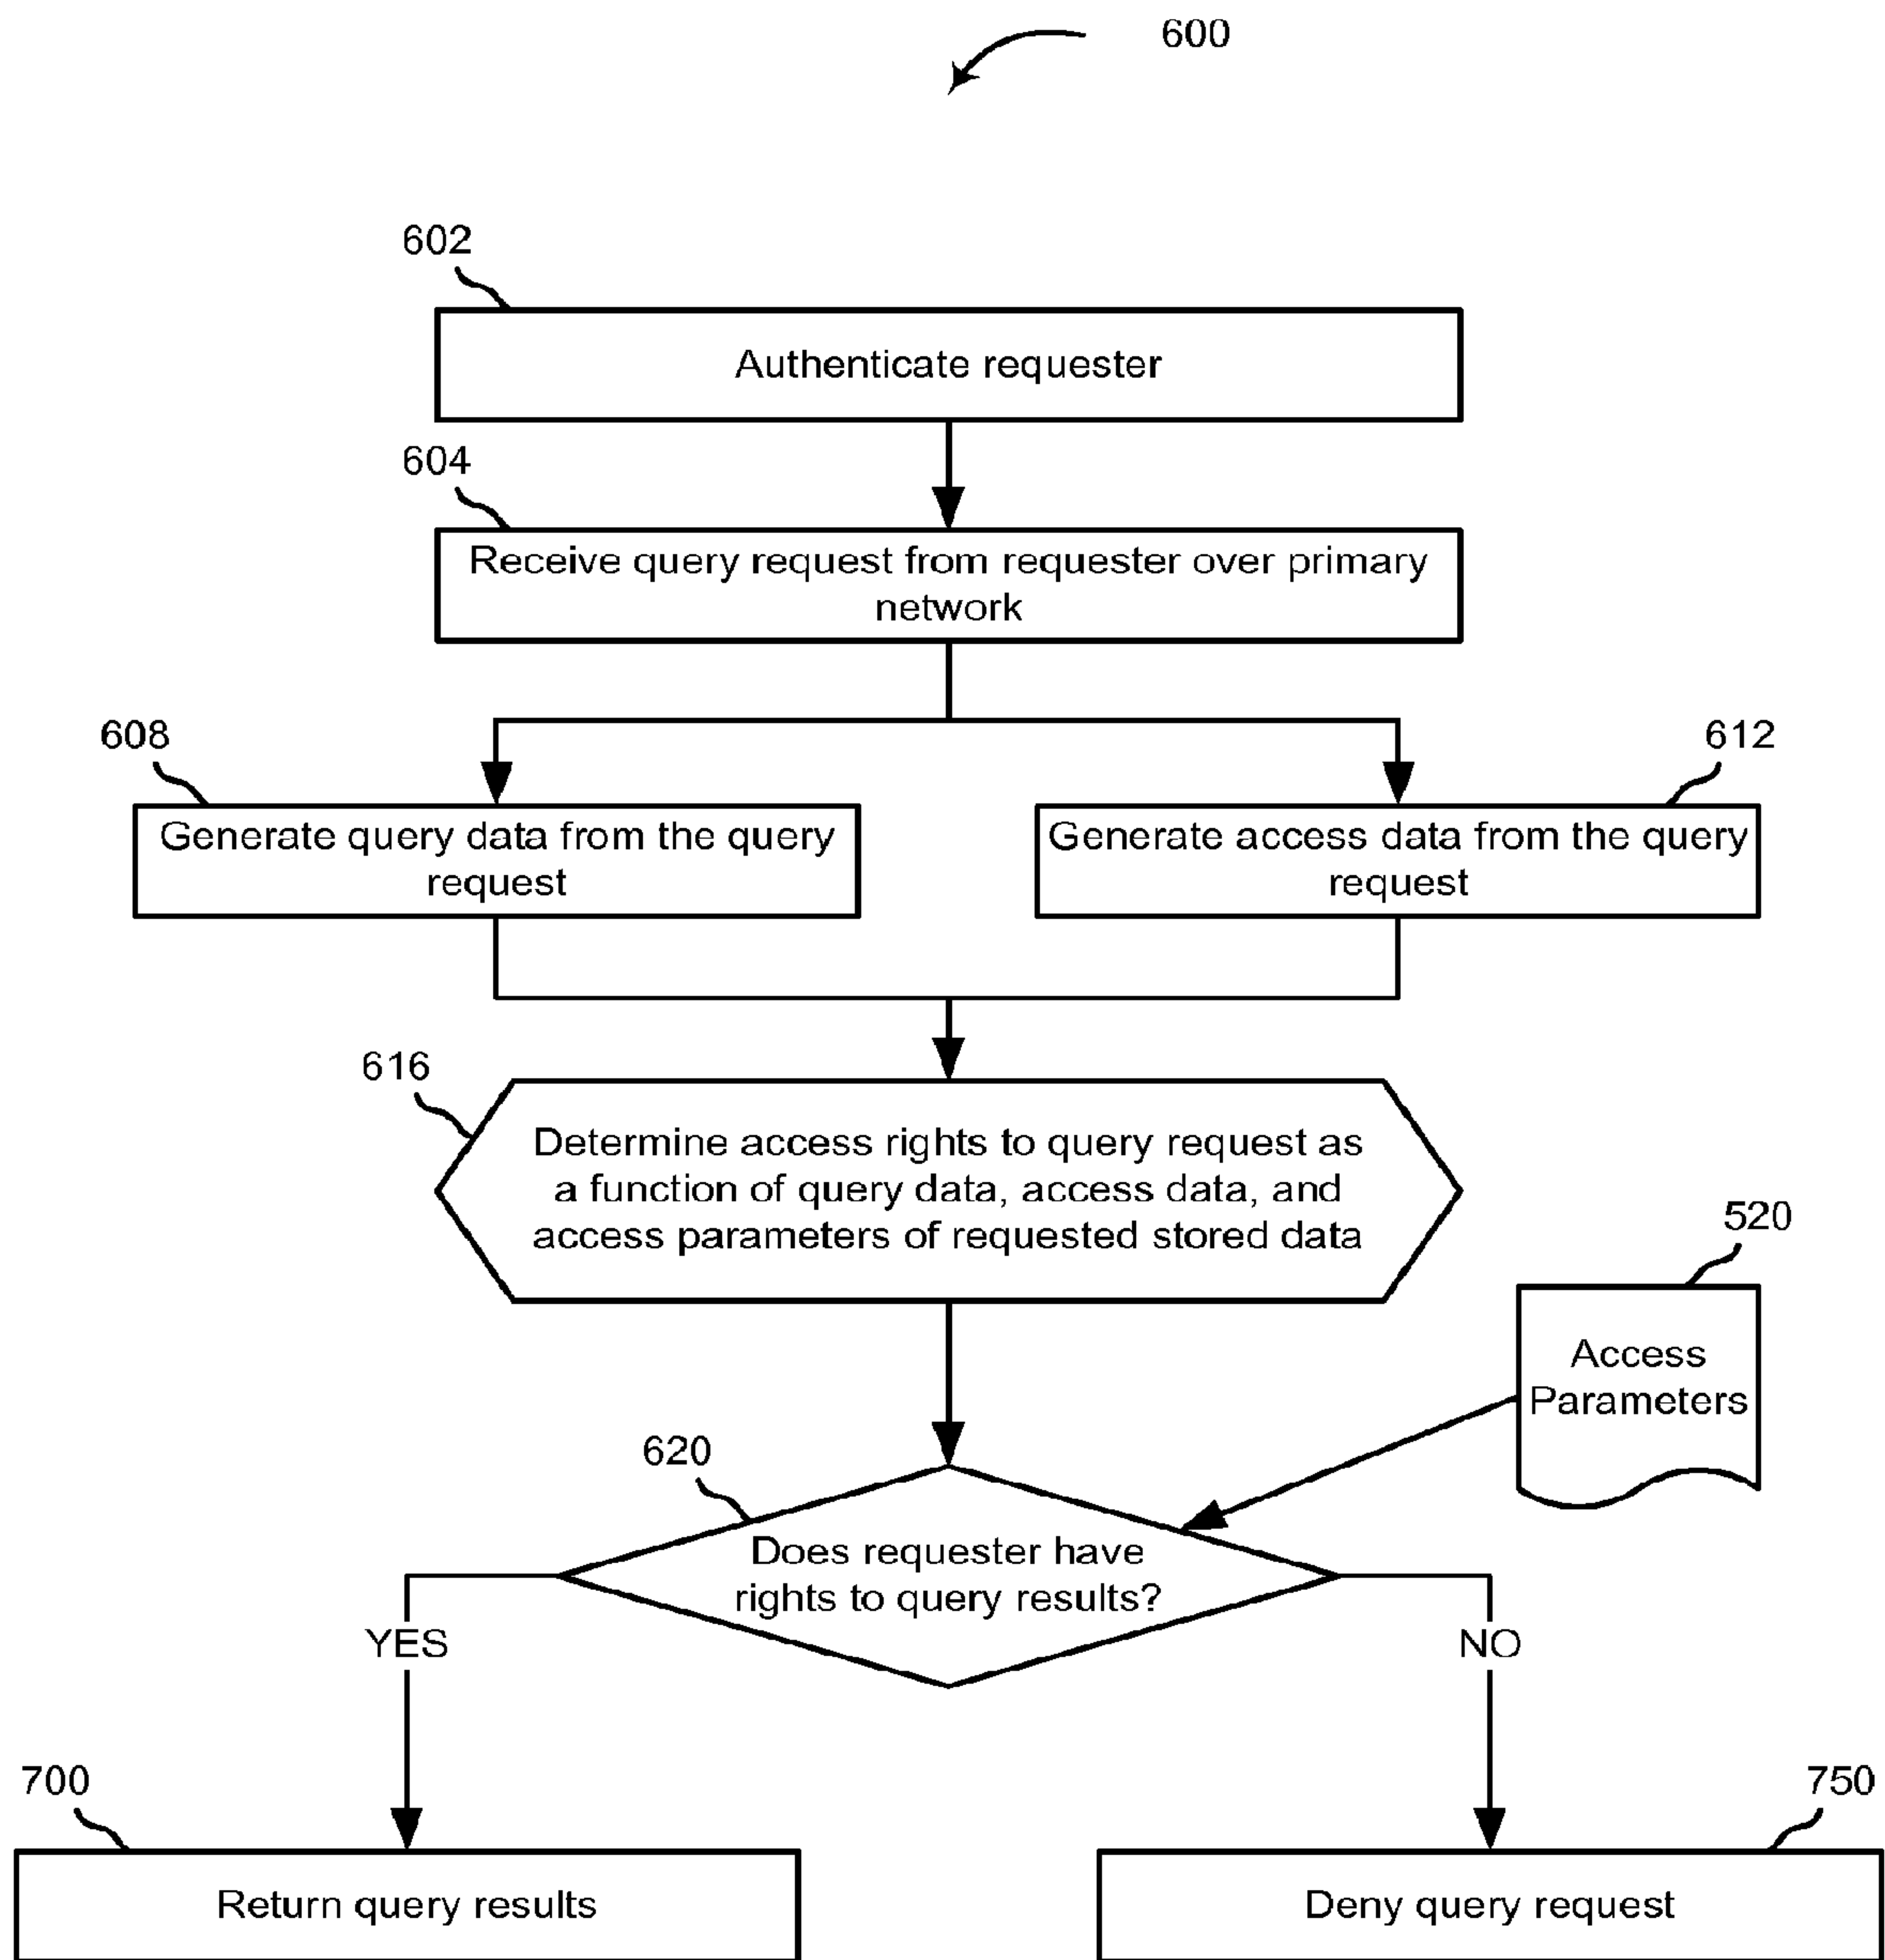 600
602
Authenticate requester
604
Receive query request from requester over primary
network
608
612
Generate query data from the query
request
Generate access data from the query
request
616
Determine access rights to query request as
a function of query data, access data, and
access parameters of requested stored data
520
Access
Parameters
620
Does requester have
rights to query results?
YES
NO
700
750
Return query results
Deny query request